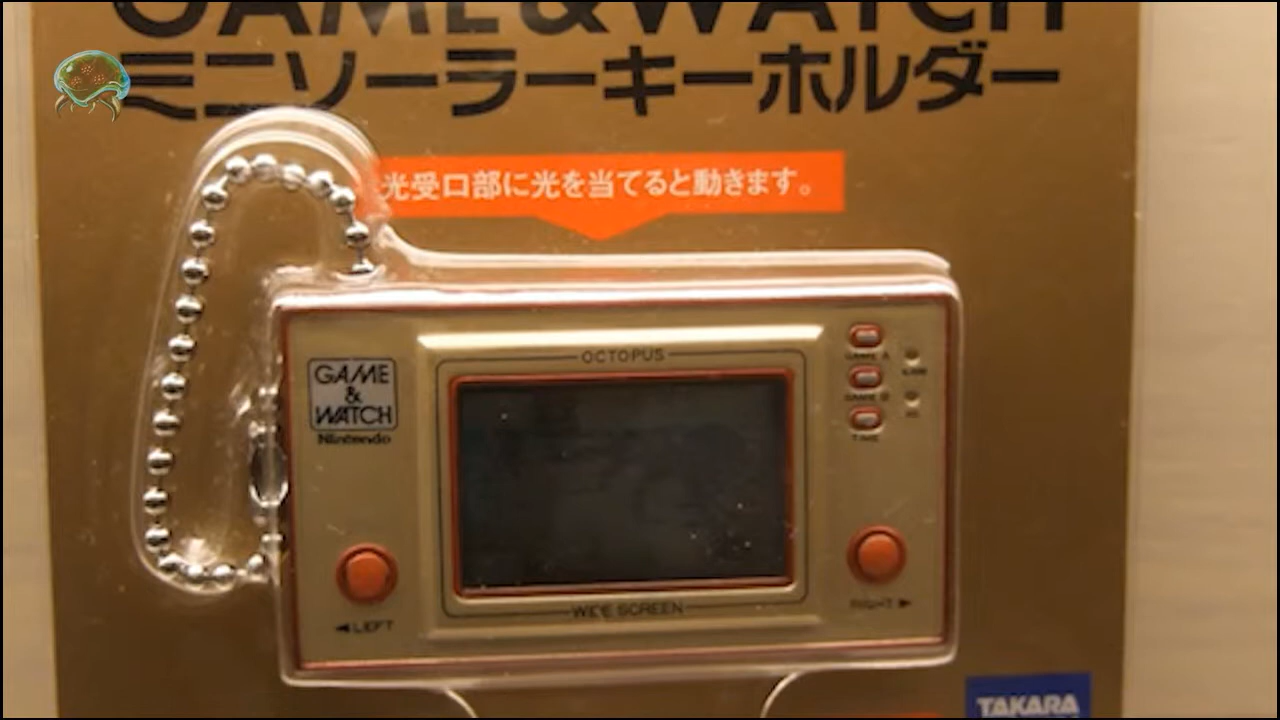 GAME&WATCH
ミニソーラーキーホルダー
光受口部に光を当てると動きます。
OCTOPUS
GAME
&
WATCH
Nintendo
GAME A
GAME B
TIME
◄LEFT
WIDE SCREEN
RIGHT►
TAKARA